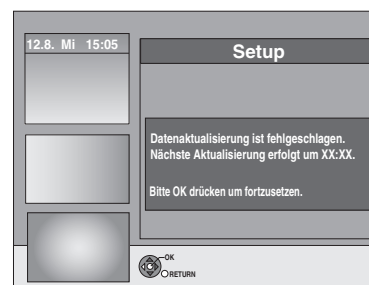 12.8. Mi 15:05
Setup
Datenaktualisierung ist fehlgeschlagen.
Nächste Aktualisierung erfolgt um XX:XX.
Bitte OK drücken um fortzusetzen.
OK
RETURN